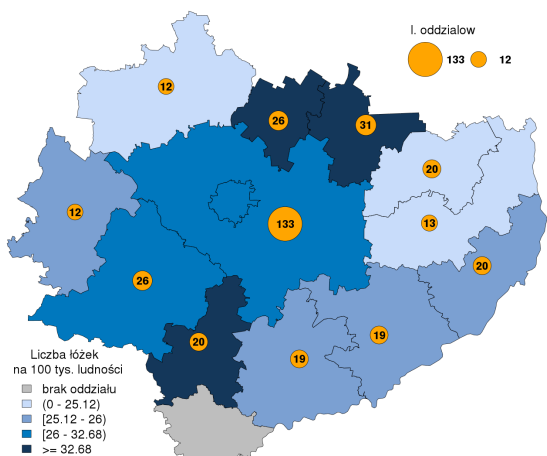 l. oddzialow
133 12
12
26
31
20
12
133
13
20
26
20
19
19
Liczba łóżek
na 100 tys. ludności
brak oddziału
(0 - 25.12)
[25.12 - 26)
[26 - 32.68)
>= 32.68